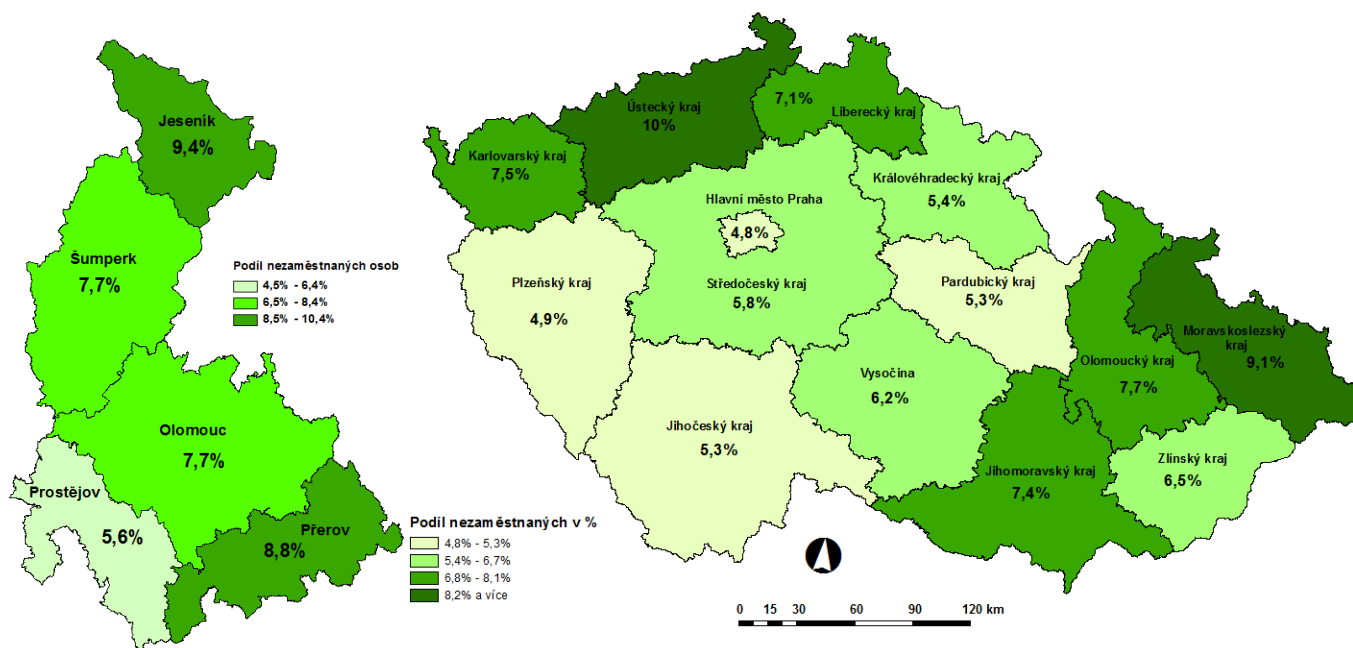 Jeseník
9,4%
Šumperk
7,7%
Podíl nezaměstnaných osob
4,5% - 6,4%
6,5% - 8,4%
8,5% - 10,4%
Olomouc
7,7%
Prostějov
5,6%
Přerov
8,8%
Ústecký kraj
10%
7,1%
Liberecký kraj
Karlovarský kraj
7,5%
Královéhradecký kraj
5,4%
Hlavní město Praha
4,8%
Plzeňský kraj
4,9%
Středočeský kraj
5,8%
Pardubický kraj
5,3%
Moravskoslezský
kraj
9,1%
Olomoucký kraj
7,7%
Vysočina
6,2%
Jihočeský kraj
5,3%
Jihomoravský kraj
7,4%
Zlínský kraj
6,5%
Podíl nezaměstnaných v %
4,8% - 5,3%
5,4% - 6,7%
6,8% - 8,1%
8,2% a více
0 15 30 60 90 120 km